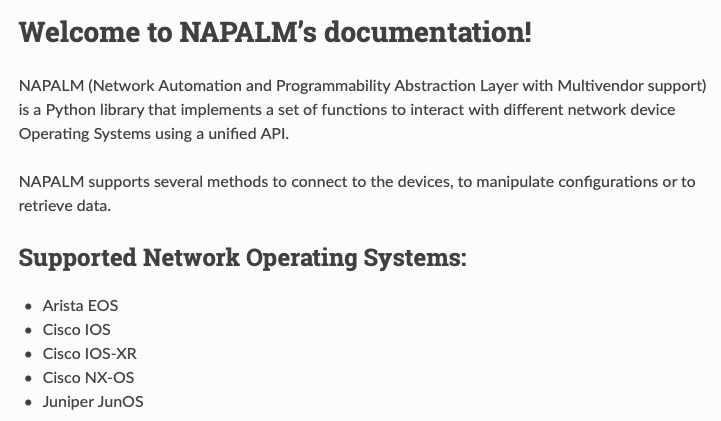 Welcome to NAPALM’s documentation!
NAPALM (Network Automation and Programmability Abstraction Layer with Multivendor support)
is a Python library that implements a set of functions to interact with different network device
Operating Systems using a unified API.
NAPALM supports several methods to connect to the devices, to manipulate configurations or to
retrieve data.
Supported Network Operating Systems:
• Arista EOS
• Cisco IOS
• Cisco IOS-XR
• Cisco NX-OS
• Juniper JunOS